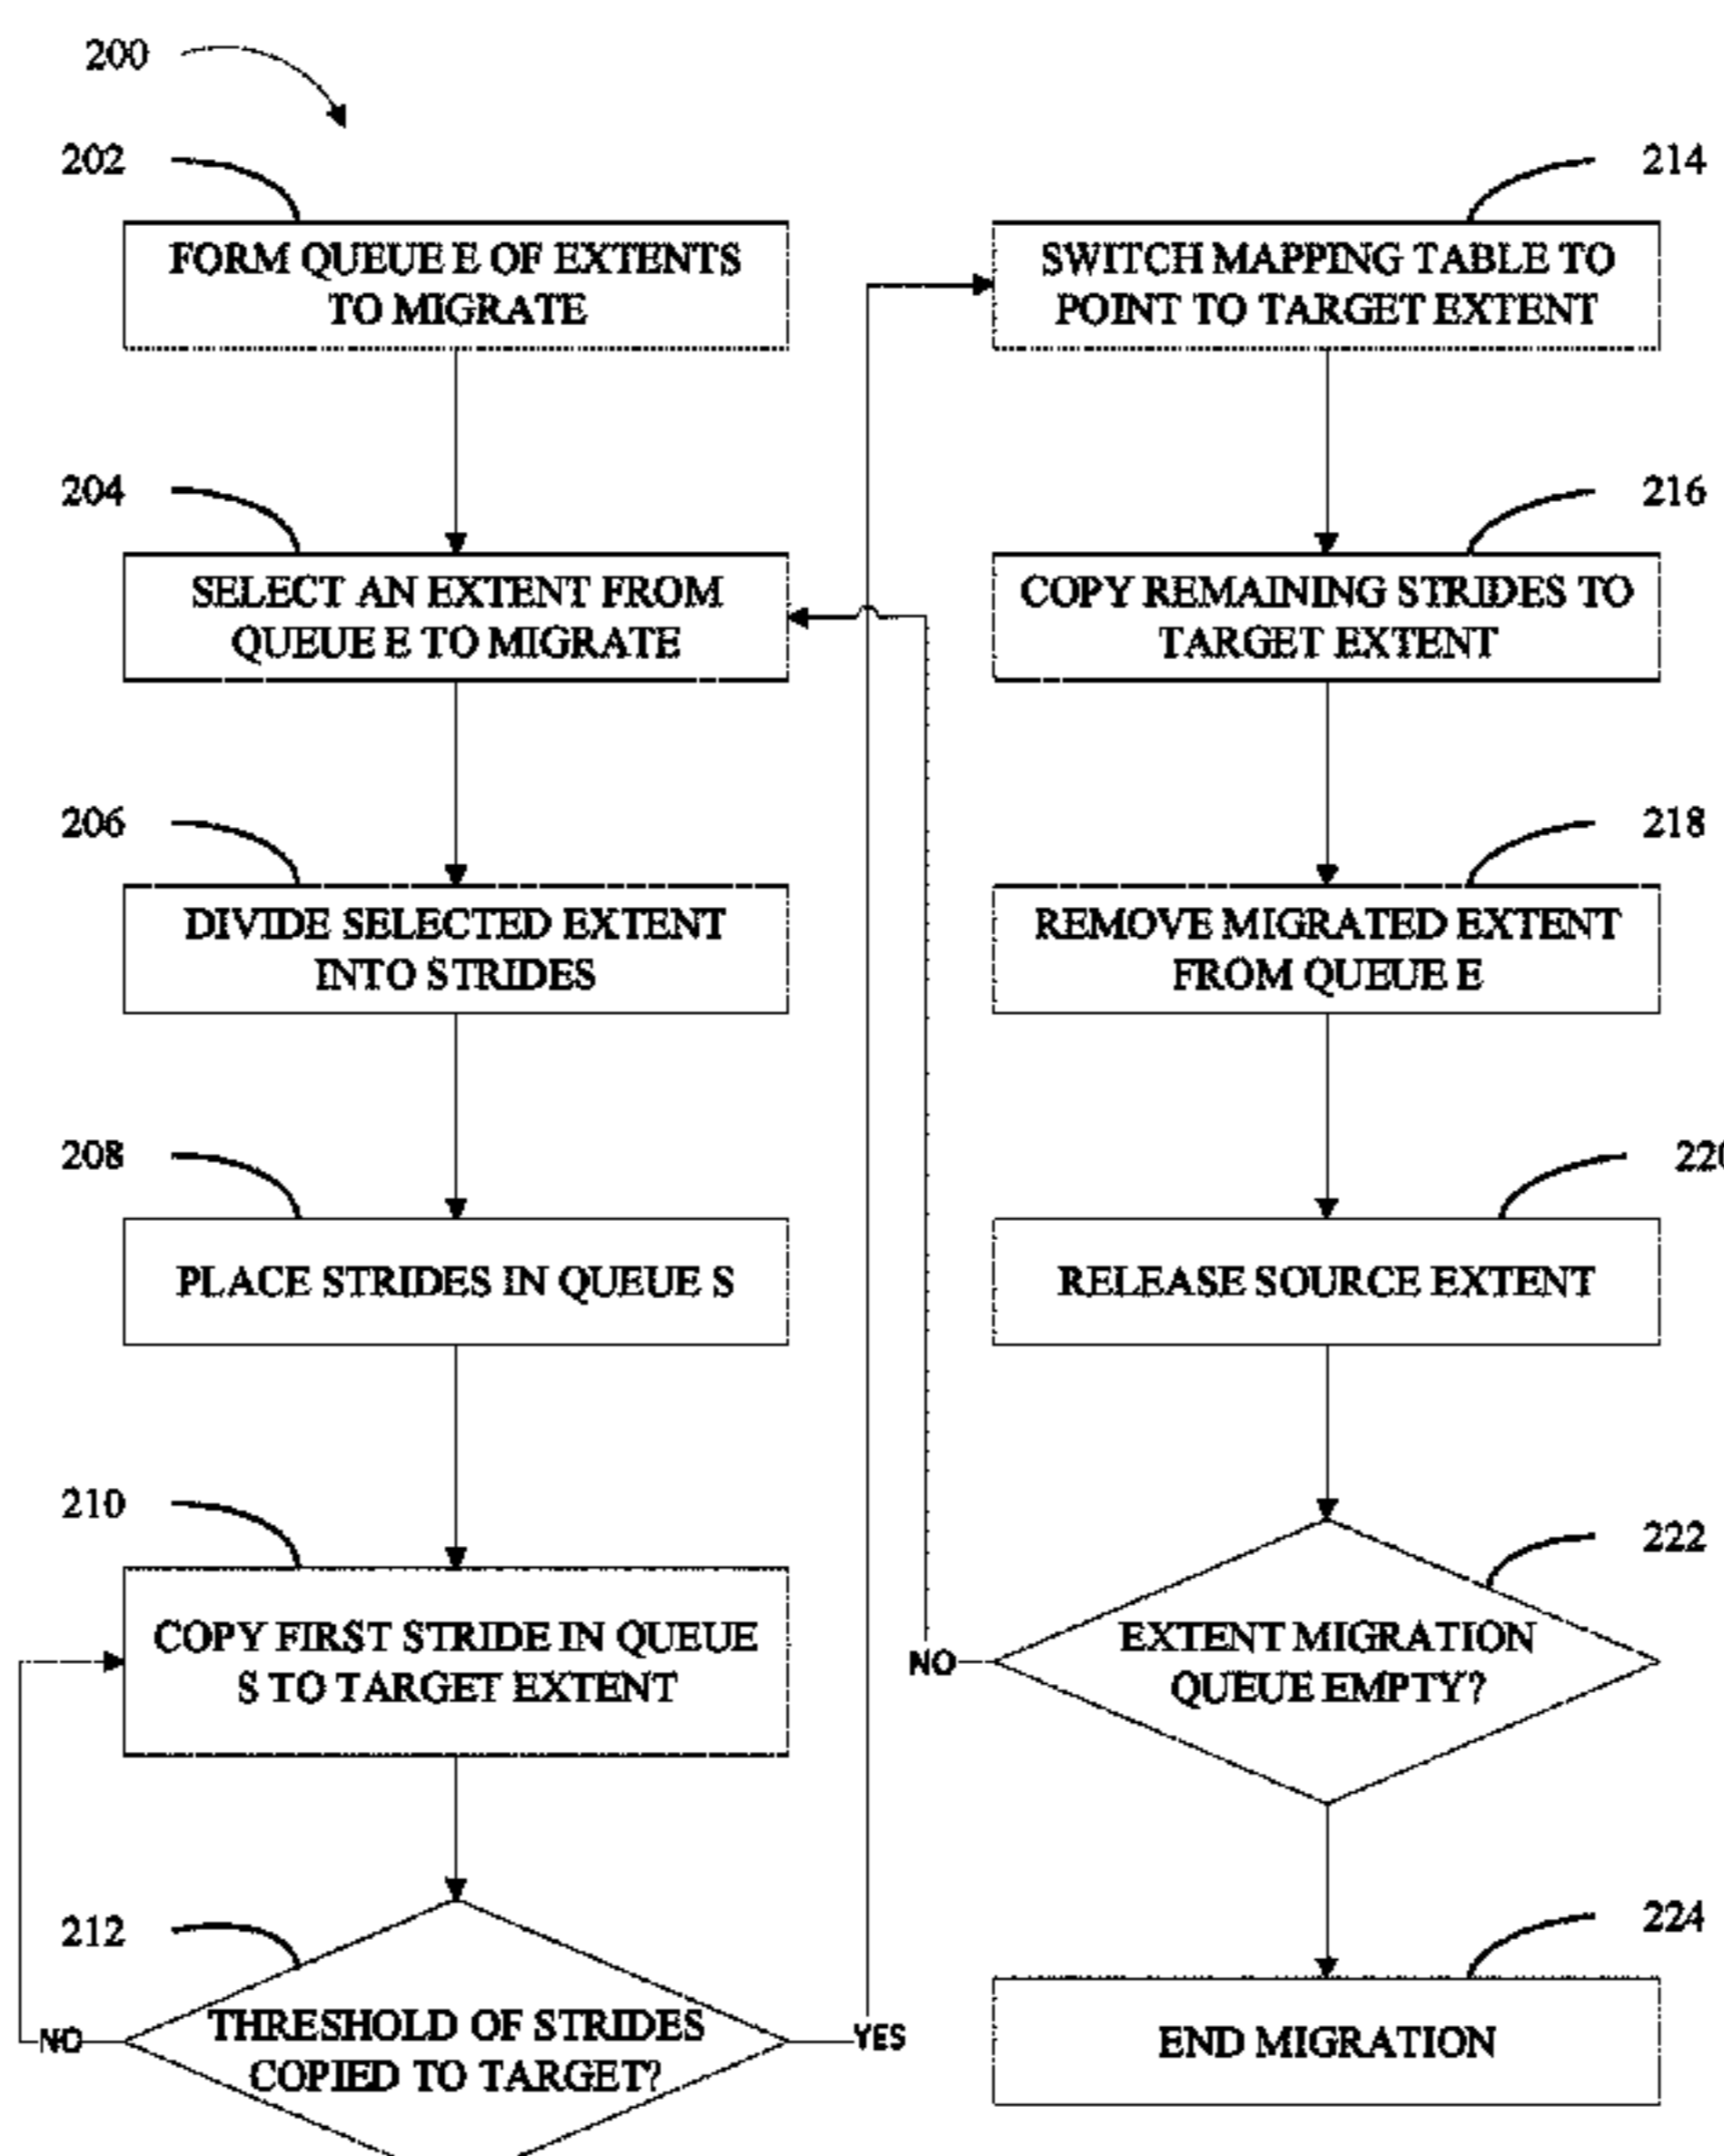 200
202
FORM QUEUE E OF EXTENTS
TO MIGRATE
204
SELECT AN EXTENT FROM
QUEUE E TO MIGRATE
206
DIVIDE SELECTED EXTENT
INTO STRIDES
208
PLACE STRIDES IN QUEUE S
210
COPY FIRST STRIDE IN QUEUE
S TO TARGET EXTENT
212
THRESHOLD OF STRIDES
COPIED TO TARGET?
NO
YES
214
SWITCH MAPPING TABLE TO
POINT TO TARGET EXTENT
216
COPY REMAINING STRIDES TO
TARGET EXTENT
218
REMOVE MIGRATED EXTENT
FROM QUEUE E
220
RELEASE SOURCE EXTENT
222
EXTENT MIGRATION
QUEUE EMPTY?
NO
224
END MIGRATION